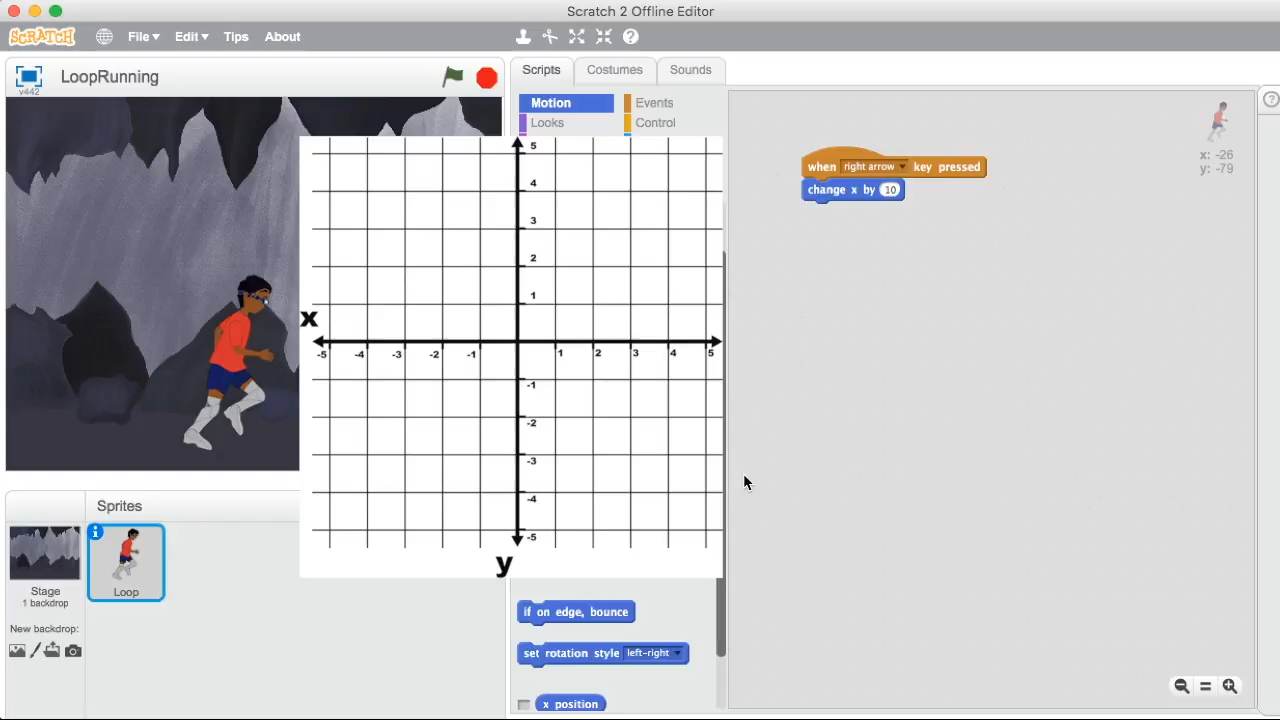 Scratch 2 Offline Editor
SCRATCH File Edit Tips About
v442 LoopRunning
Scripts Costumes Sounds
Motion Events
Looks Control
when right arrow key pressed
change x by 10
x: -26
y: -79
5
4
3
2
1
x
-5 -4 -3 -2 -1 1 2 3 4 5
-1
-2
-3
-4
-5
y
Sprites
Stage
1 backdrop
Loop
New backdrop:
if on edge, bounce
set rotation style left-right
x position